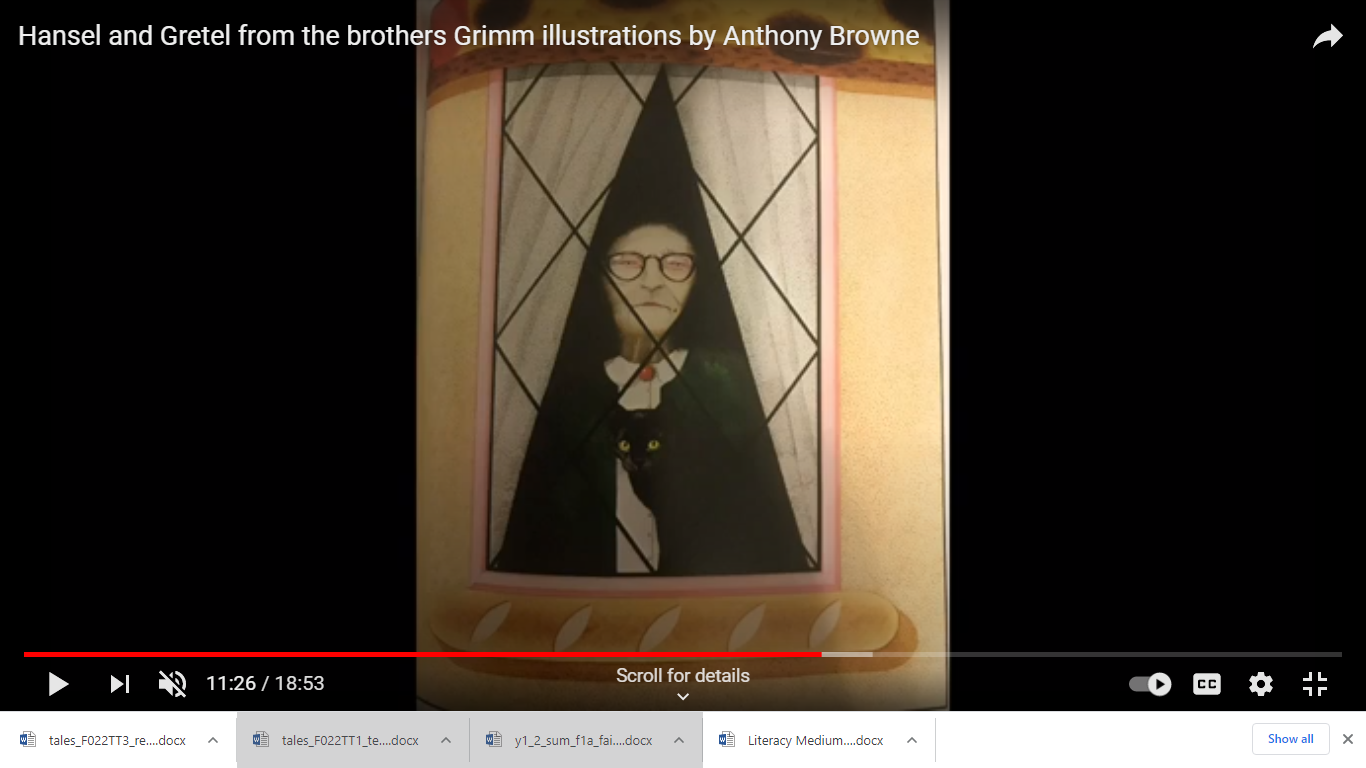 Hansel and Gretel from the brothers Grimm illustrations by Anthony Browne
11:26 / 18:53
Scroll for details
CC
tales_F022TT3_re....docx
tales_F022TT1_te....docx
y1_2_sum_f1a_fai....docx
Literacy Medium....docx
Show all